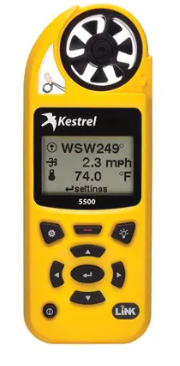 Kestrel
WSW249°
2.3 mph
74.0 °F
↵settings
5500
LiNK